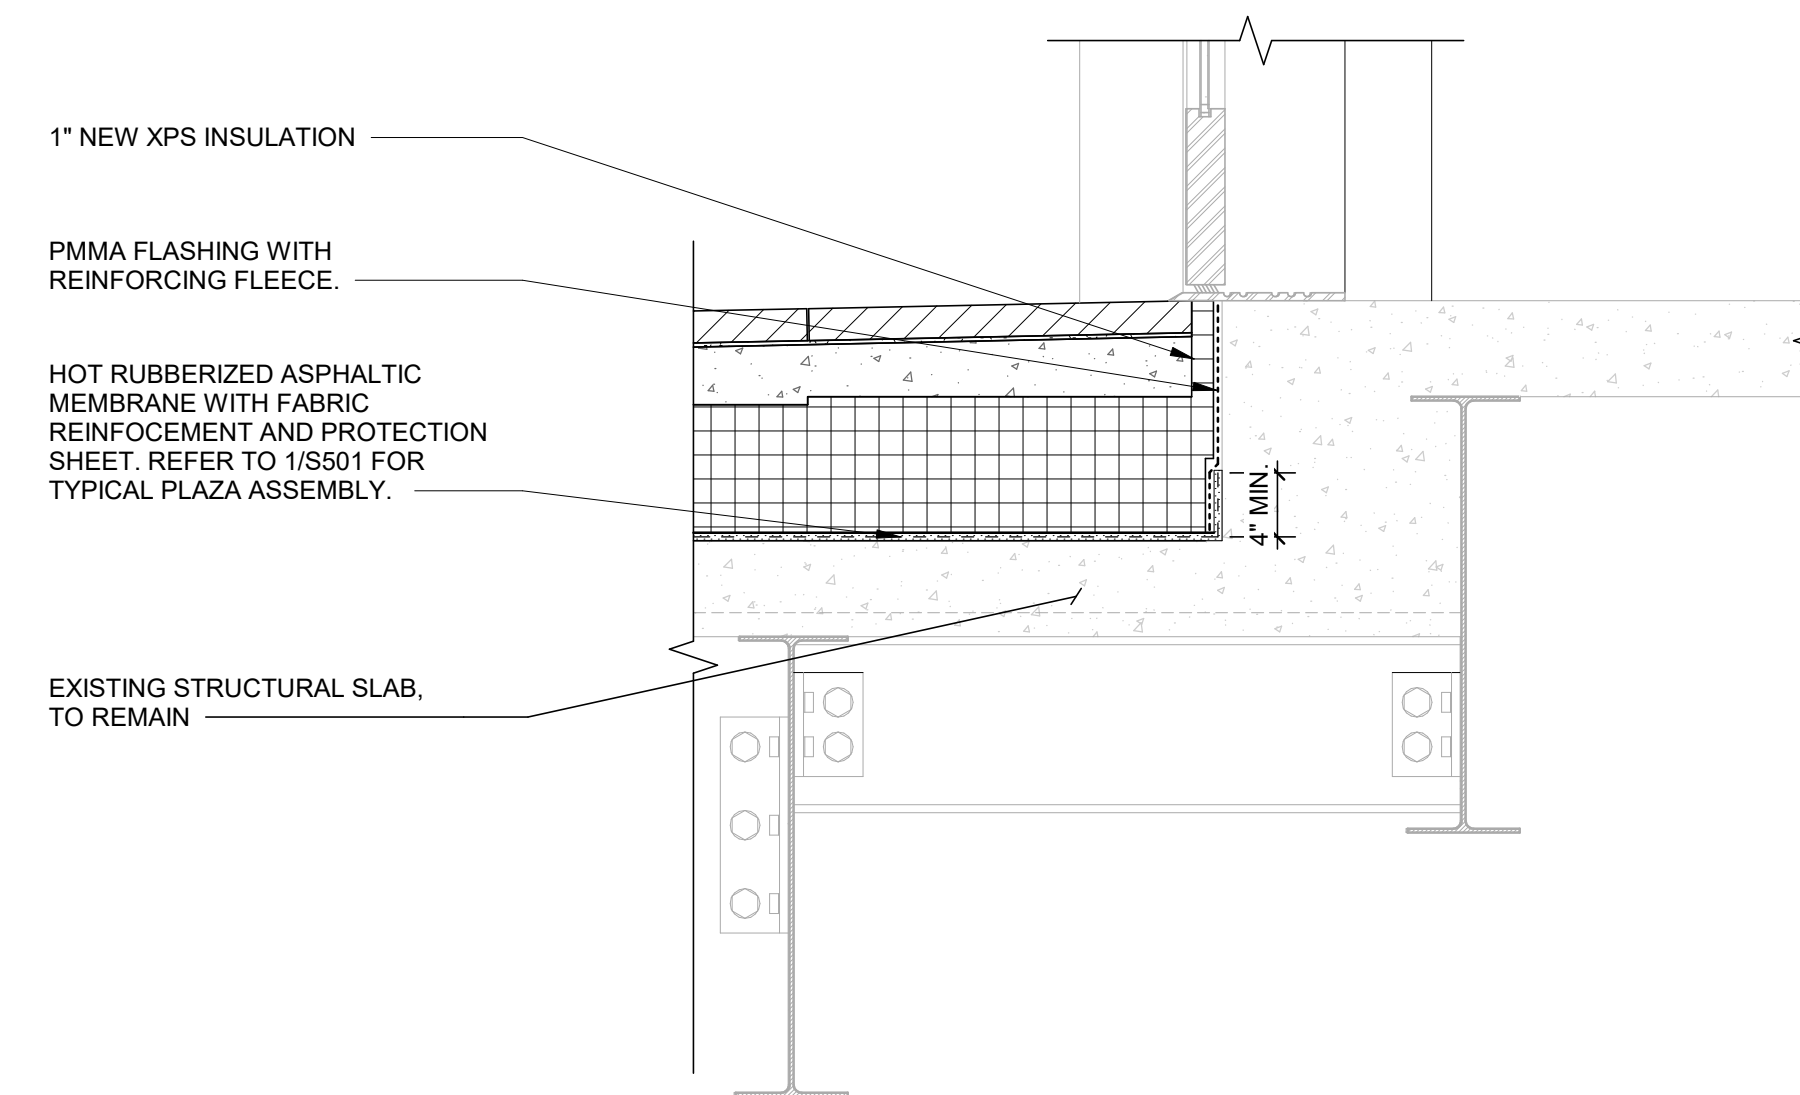 1" NEW XPS INSULATION
PMMA FLASHING WITH
REINFORCING FLEECE.
HOT RUBBERIZED ASPHALTIC
MEMBRANE WITH FABRIC
REINFOCEMENT AND PROTECTION
SHEET. REFER TO 1/S501 FOR
TYPICAL PLAZA ASSEMBLY.
4" MIN.
EXISTING STRUCTURAL SLAB,
TO REMAIN